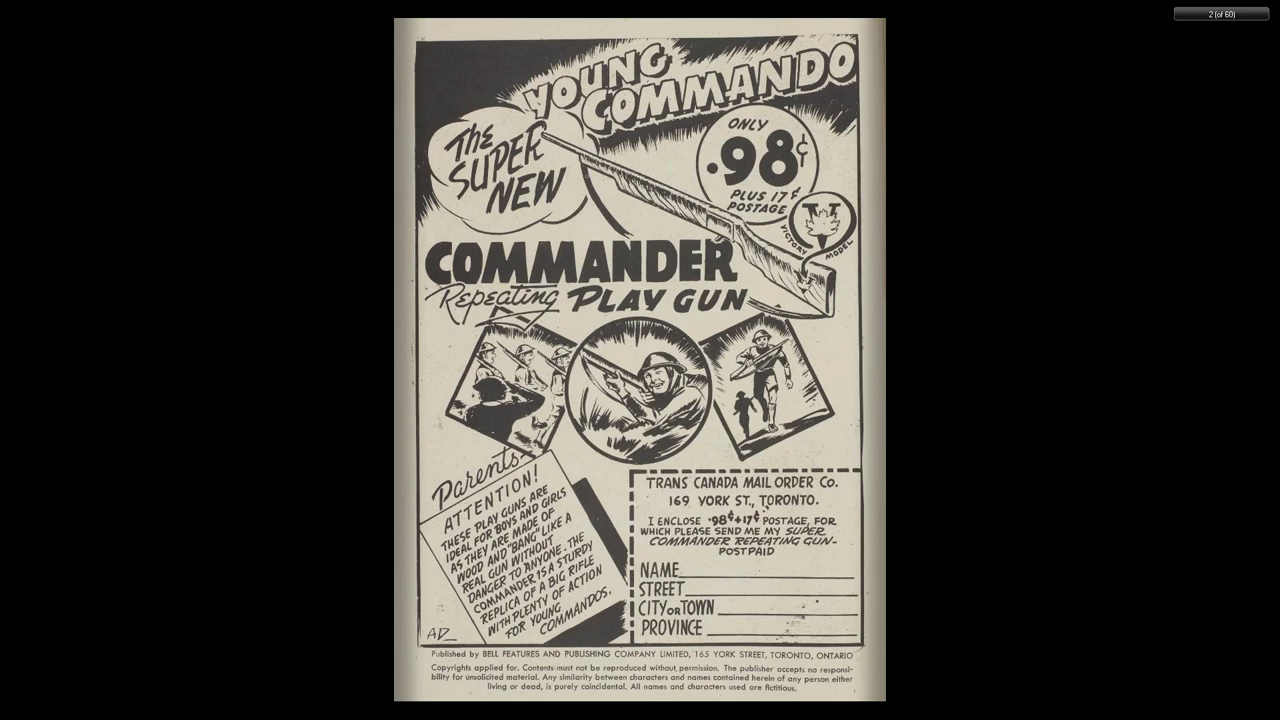 2 (of 60)
YOUNG
COMMANDO
THE
SUPER
NEW
ONLY
.98¢
PLUS 17¢
POSTAGE
V
VICTORY MODEL
COMMANDER
Repeating PLAY GUN
Parents
ATTENTION!
THESE PLAY GUNS ARE
IDEAL FOR BOYS AND GIRLS
AS THEY ARE MADE OF
WOOD AND "BANG" LIKE A
REAL GUN WITHOUT
DANGER TO ANYONE. THE
COMMANDER IS A STURDY
REPLICA OF A BIG RIFLE
WITH PLENTY OF ACTION
FOR YOUNG
COMMANDOS.
AD
TRANS CANADA MAIL ORDER CO.
169 YORK ST., TORONTO.
I ENCLOSE .98¢+17¢ POSTAGE, FOR
WHICH PLEASE SEND ME MY SUPER
COMMANDER REPEATING GUN-
POSTPAID
NAME
STREET
CITY OR TOWN
PROVINCE
Published by BELL FEATURES AND PUBLISHING COMPANY LIMITED, 165 YORK STREET, TORONTO, ONTARIO
Copyrights applied for. Contents must not be reproduced without permission. The publisher accepts no responsi-
bility for unsolicited material. Any similarity between characters and names contained herein of any person either
living or dead, is purely coincidental. All names and characters used are fictitious.